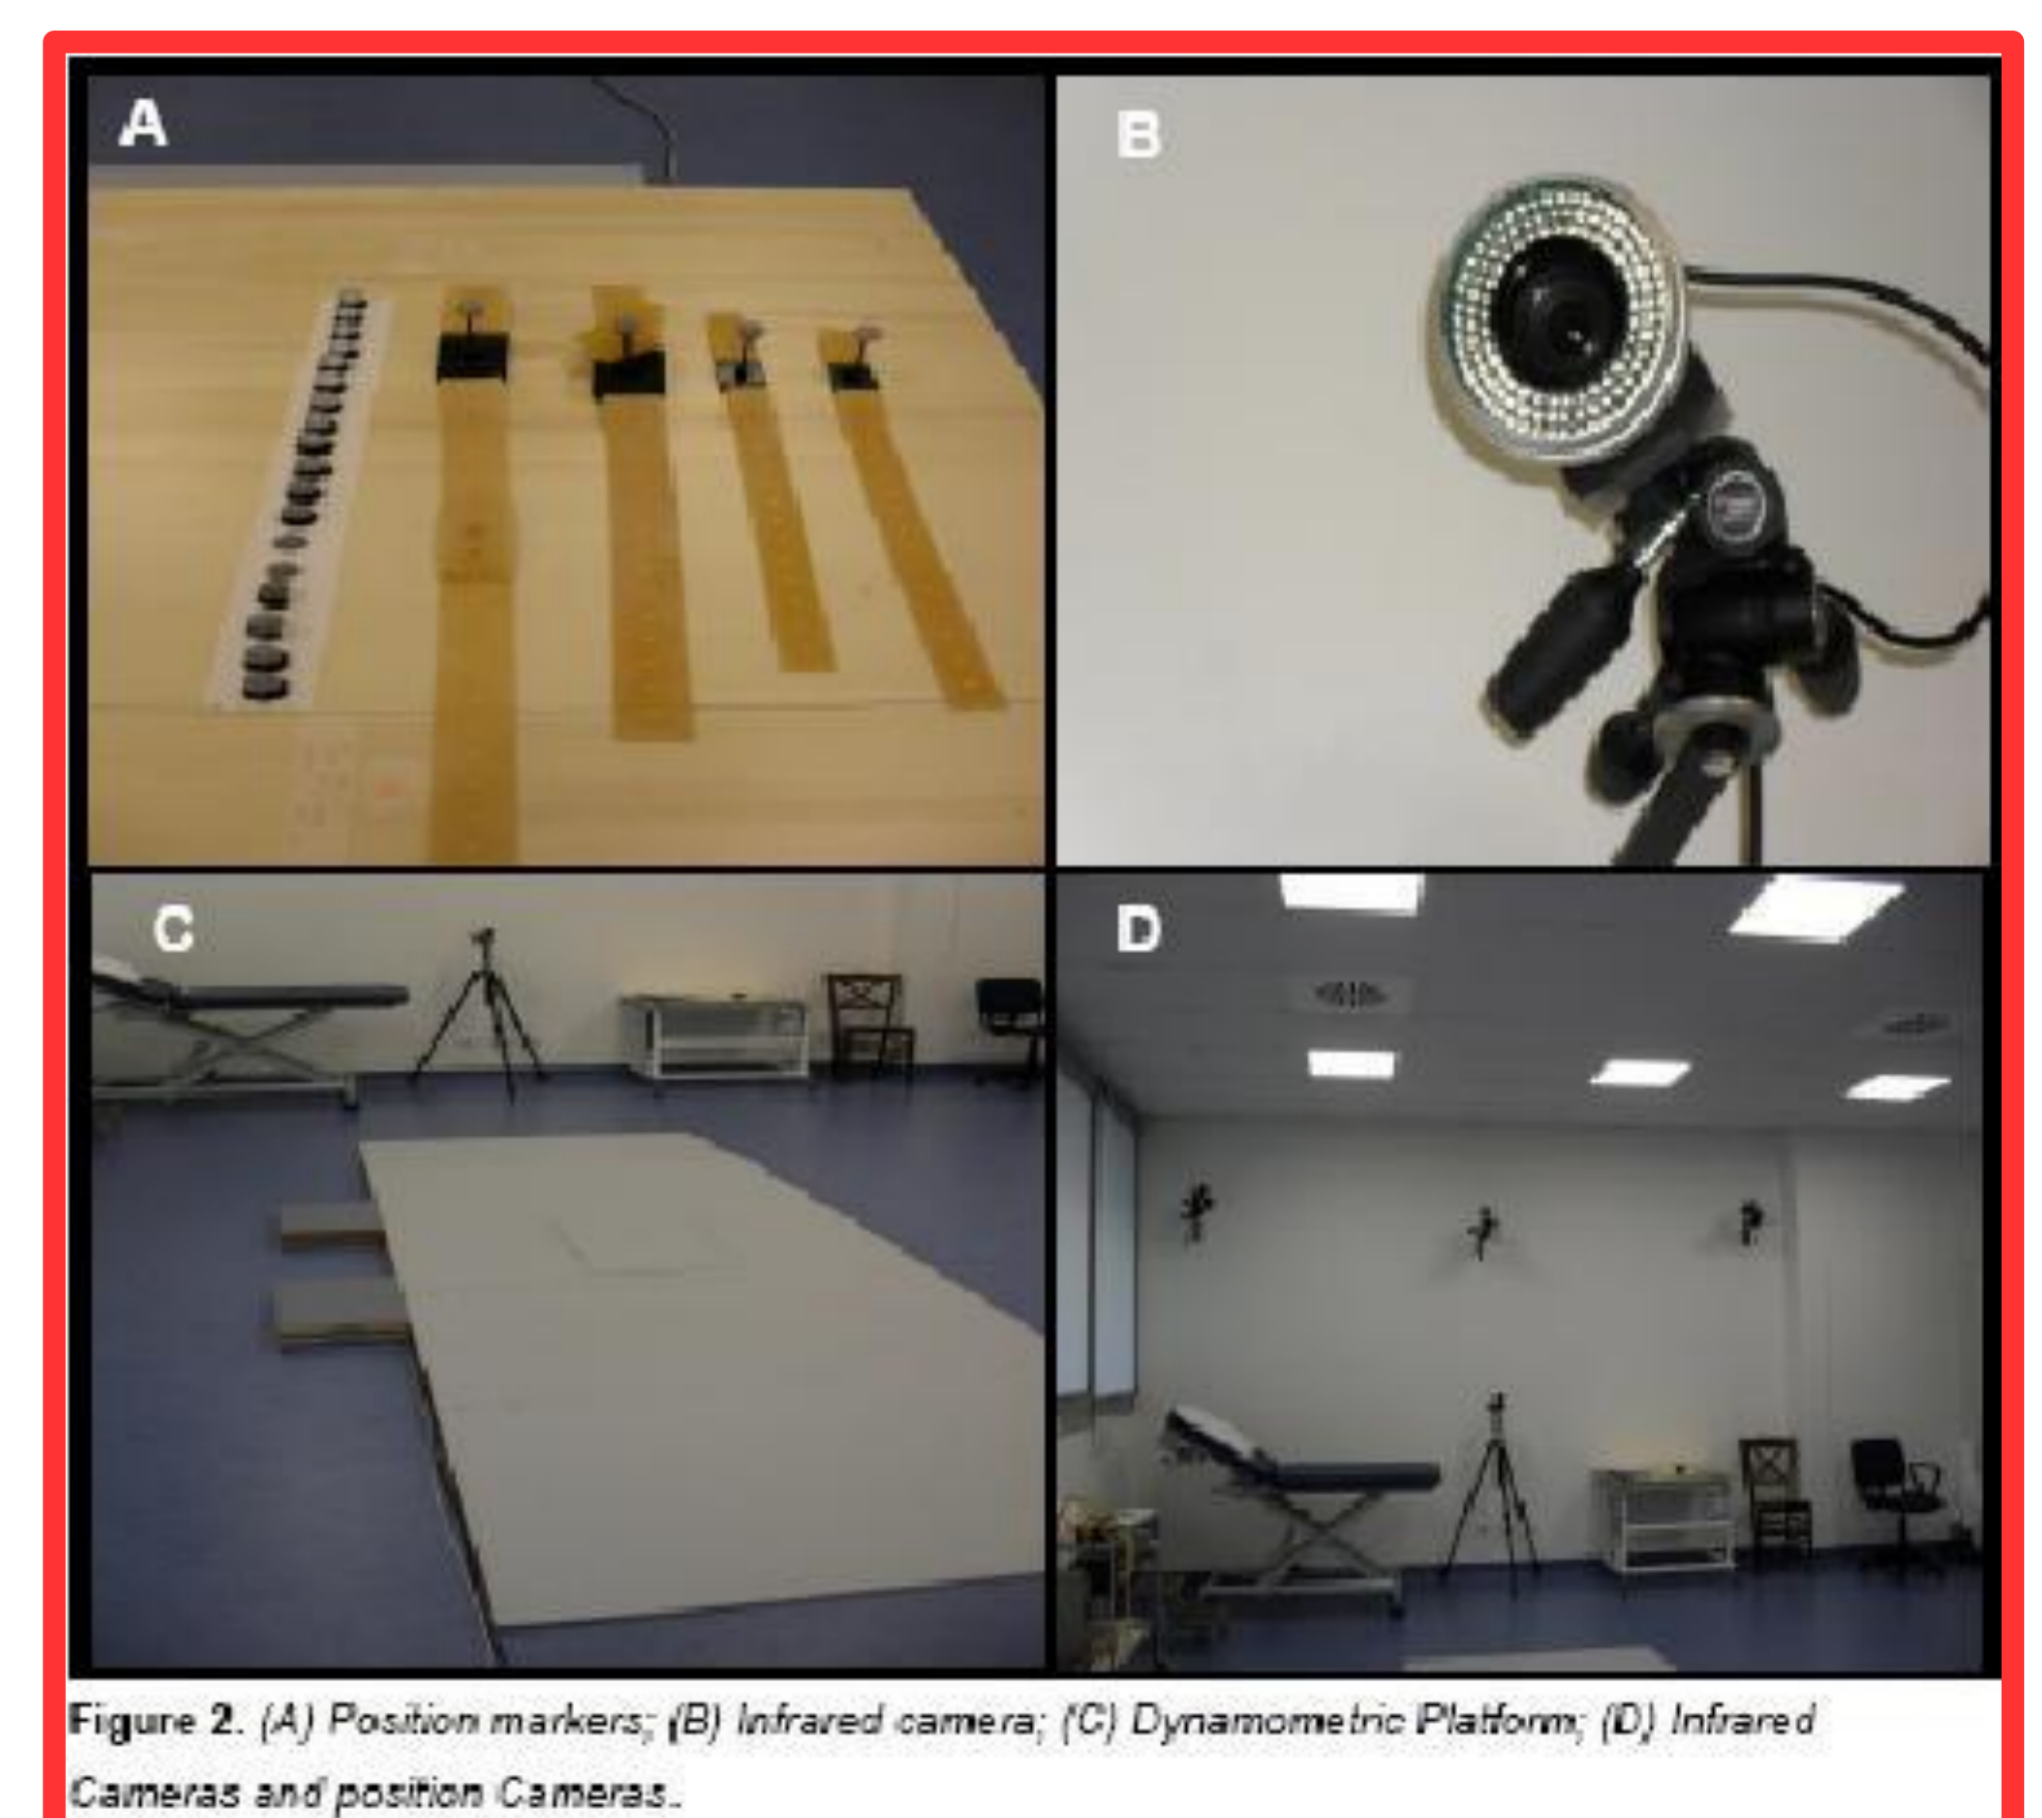 A
B
C
D
Figure 2. (A) Position markers; (B) Infrared camera; (C) Dynamometric Platform; (D) Infrared
Cameras and position Cameras.